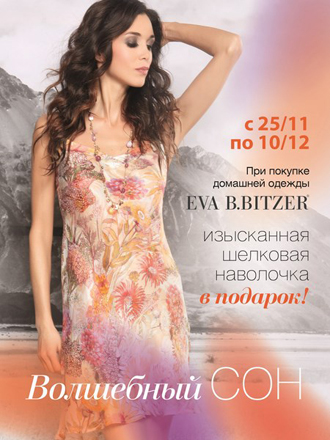 с 25/11
по 10/12
При покупке
домашней одежды
EVA B.BITZER
изысканная
шелковая
наволочка
в подарок!
Волшебный СОН